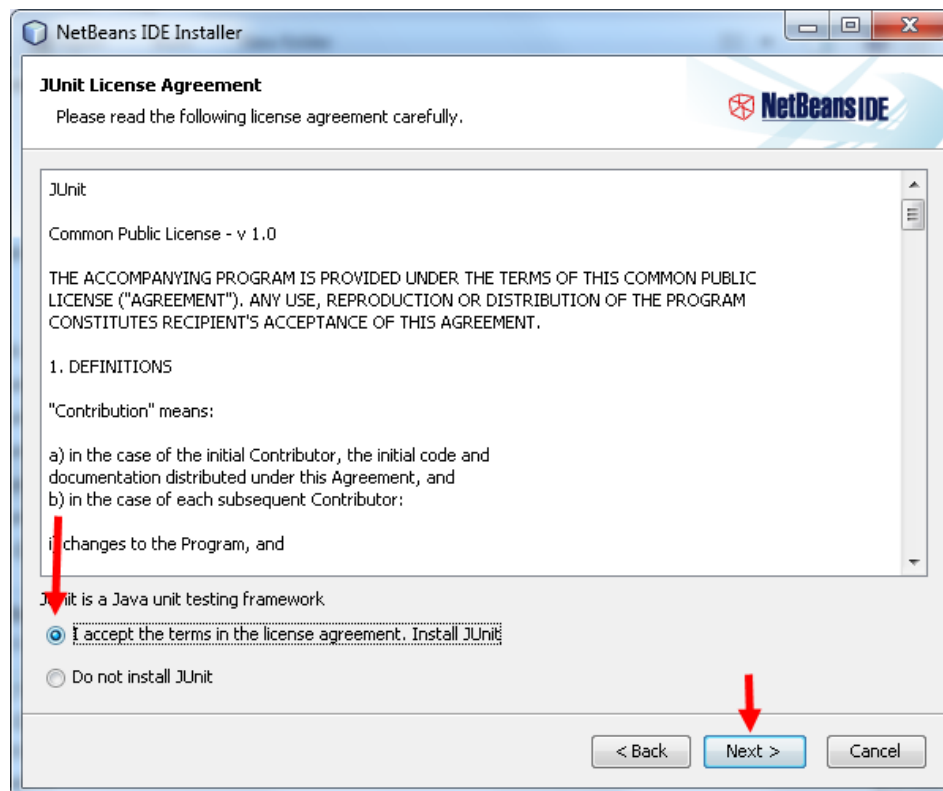 NetBeans IDE Installer
JUnit License Agreement
Please read the following license agreement carefully.
NetBeans IDE
JUnit
Common Public License - v 1.0
THE ACCOMPANYING PROGRAM IS PROVIDED UNDER THE TERMS OF THIS COMMON PUBLIC
LICENSE ("AGREEMENT"). ANY USE, REPRODUCTION OR DISTRIBUTION OF THE PROGRAM
CONSTITUTES RECIPIENT'S ACCEPTANCE OF THIS AGREEMENT.
1. DEFINITIONS
"Contribution" means:
a) in the case of the initial Contributor, the initial code and
documentation distributed under this Agreement, and
b) in the case of each subsequent Contributor:
i) changes to the Program, and
JUnit is a Java unit testing framework
I accept the terms in the license agreement. Install JUnit
Do not install JUnit
< Back
Next >
Cancel